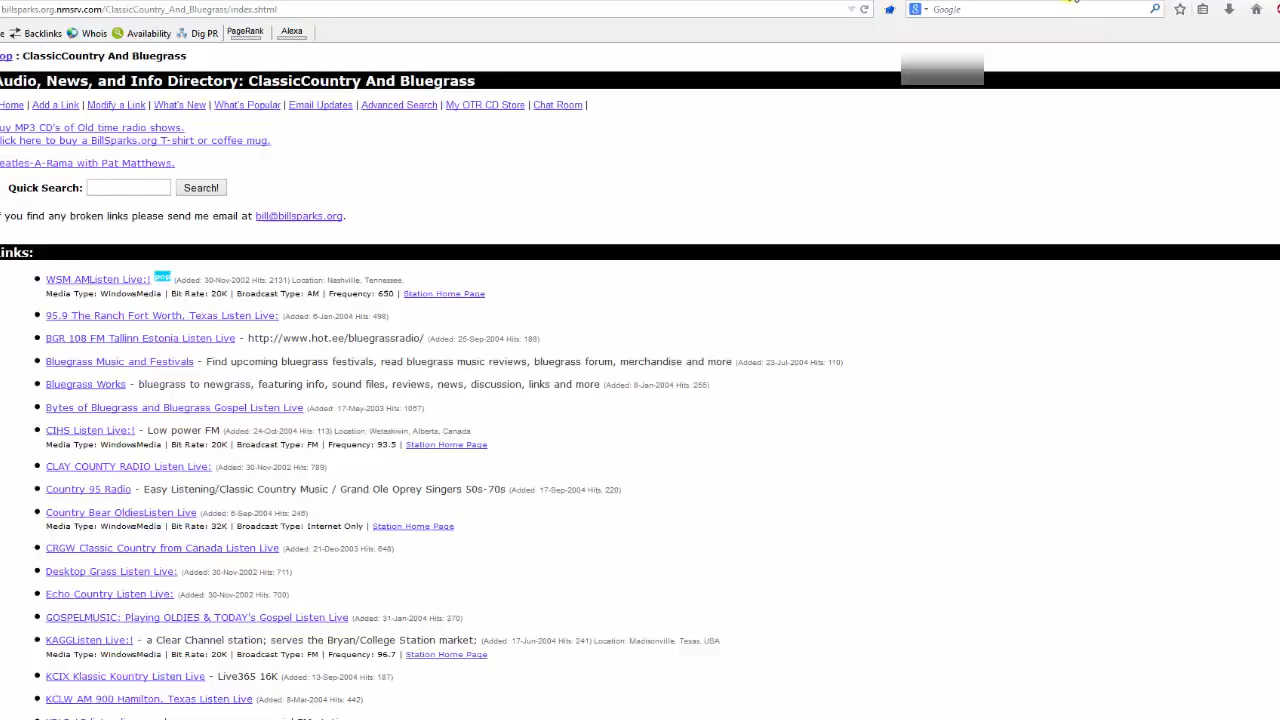 billsparks.org.nmsrv.com/ClassicCountry_And_Bluegrass/index.shtml
Google
Backlinks Whois Availability Dig PR PageRank Alexa
op : ClassicCountry And Bluegrass
Audio, News, and Info Directory: ClassicCountry And Bluegrass
Home | Add a Link | Modify a Link | What's New | What's Popular | Email Updates | Advanced Search | My OTR CD Store | Chat Room |
uy MP3 CD's of Old time radio shows.
lick here to buy a BillSparks.org T-shirt or coffee mug.
eatles-A-Rama with Pat Matthews.
Quick Search: Search!
f you find any broken links please send me email at bill@billsparks.org.
inks:
WSM AMListen Live:! pop (Added: 30-Nov-2002 Hits: 2131) Location: Nashville, Tennessee,
Media Type: WindowsMedia | Bit Rate: 20K | Broadcast Type: AM | Frequency: 650 | Station Home Page
95.9 The Ranch Fort Worth, Texas Listen Live: (Added: 6-Jan-2004 Hits: 498)
BGR 108 FM Tallinn Estonia Listen Live - http://www.hot.ee/bluegrassradio/ (Added: 25-Sep-2004 Hits: 188)
Bluegrass Music and Festivals - Find upcoming bluegrass festivals, read bluegrass music reviews, bluegrass forum, merchandise and more (Added: 23-Jul-2004 Hits: 110)
Bluegrass Works - bluegrass to newgrass, featuring info, sound files, reviews, news, discussion, links and more (Added: 8-Jan-2004 Hits: 255)
Bytes of Bluegrass and Bluegrass Gospel Listen Live (Added: 17-May-2003 Hits: 1067)
CIHS Listen Live:! - Low power FM (Added: 24-Oct-2004 Hits: 113) Location: Wetaskiwin, Alberta, Canada
Media Type: WindowsMedia | Bit Rate: 20K | Broadcast Type: FM | Frequency: 93.5 | Station Home Page
CLAY COUNTY RADIO Listen Live: (Added: 30-Nov-2002 Hits: 789)
Country 95 Radio - Easy Listening/Classic Country Music / Grand Ole Oprey Singers 50s-70s (Added: 17-Sep-2004 Hits: 220)
Country Bear OldiesListen Live (Added: 6-Sep-2004 Hits: 246)
Media Type: WindowsMedia | Bit Rate: 32K | Broadcast Type: Internet Only | Station Home Page
CRGW Classic Country from Canada Listen Live (Added: 21-Dec-2003 Hits: 648)
Desktop Grass Listen Live: (Added: 30-Nov-2002 Hits: 711)
Echo Country Listen Live: (Added: 30-Nov-2002 Hits: 700)
GOSPELMUSIC: Playing OLDIES & TODAY's Gospel Listen Live (Added: 31-Jan-2004 Hits: 370)
KAGGListen Live:! - a Clear Channel station; serves the Bryan/College Station market; (Added: 17-Jun-2004 Hits: 241) Location: Madisonville, Texas, USA
Media Type: WindowsMedia | Bit Rate: 20K | Broadcast Type: FM | Frequency: 96.7 | Station Home Page
KCIX Klassic Kountry Listen Live - Live365 16K (Added: 13-Sep-2004 Hits: 187)
KCLW AM 900 Hamilton, Texas Listen Live (Added: 8-Mar-2004 Hits: 442)